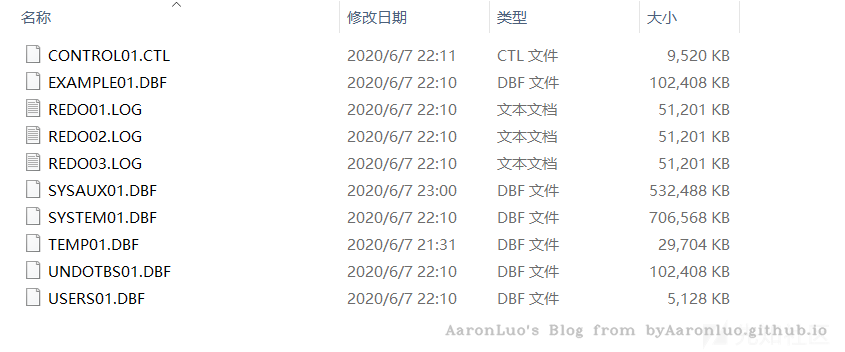 名称 修改日期 类型 大小
CONTROL01.CTL 2020/6/7 22:11 CTL 文件 9,520 KB
EXAMPLE01.DBF 2020/6/7 22:10 DBF 文件 102,408 KB
REDO01.LOG 2020/6/7 22:10 文本文档 51,201 KB
REDO02.LOG 2020/6/7 22:10 文本文档 51,201 KB
REDO03.LOG 2020/6/7 22:10 文本文档 51,201 KB
SYSAUX01.DBF 2020/6/7 23:00 DBF 文件 532,488 KB
SYSTEM01.DBF 2020/6/7 22:10 DBF 文件 706,568 KB
TEMP01.DBF 2020/6/7 21:31 DBF 文件 29,704 KB
UNDOTBS01.DBF 2020/6/7 22:10 DBF 文件 102,408 KB
USERS01.DBF 2020/6/7 22:10 DBF 文件 5,128 KB
AaronLuo's Blog from byAaronluo.github.io